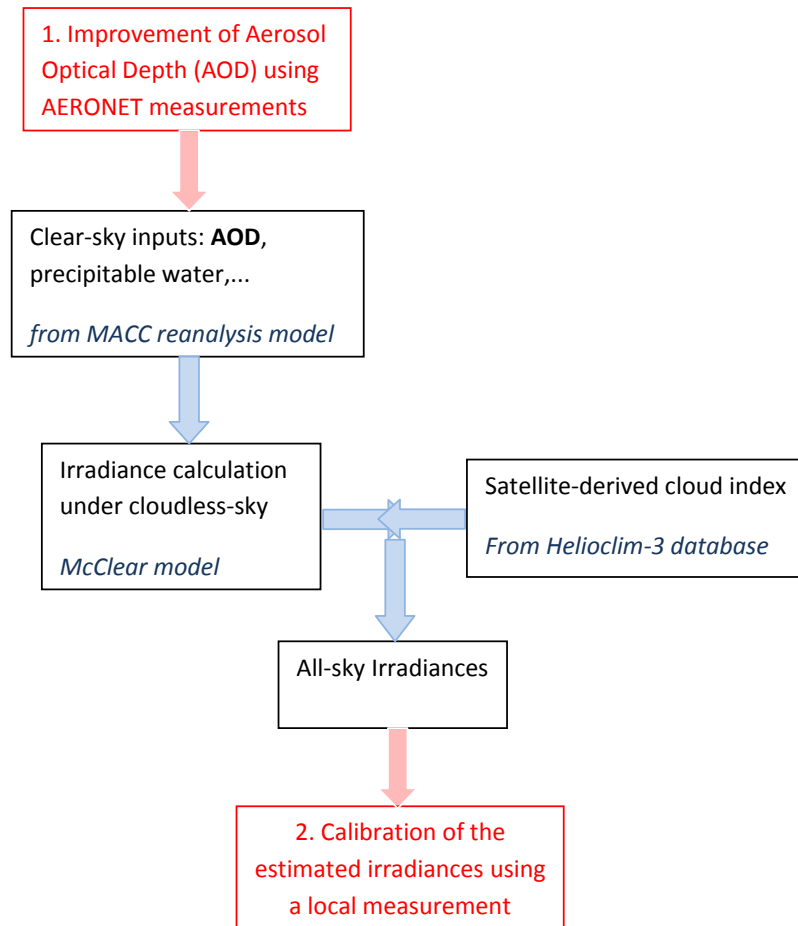 1. Improvement of Aerosol
Optical Depth (AOD) using
AERONET measurements
Clear-sky inputs: AOD,
precipitable water,...
from MACC reanalysis model
Irradiance calculation
under cloudless-sky
McClear model
Satellite-derived cloud index
From Helioclim-3 database
All-sky Irradiances
2. Calibration of the
estimated irradiances using
a local measurement